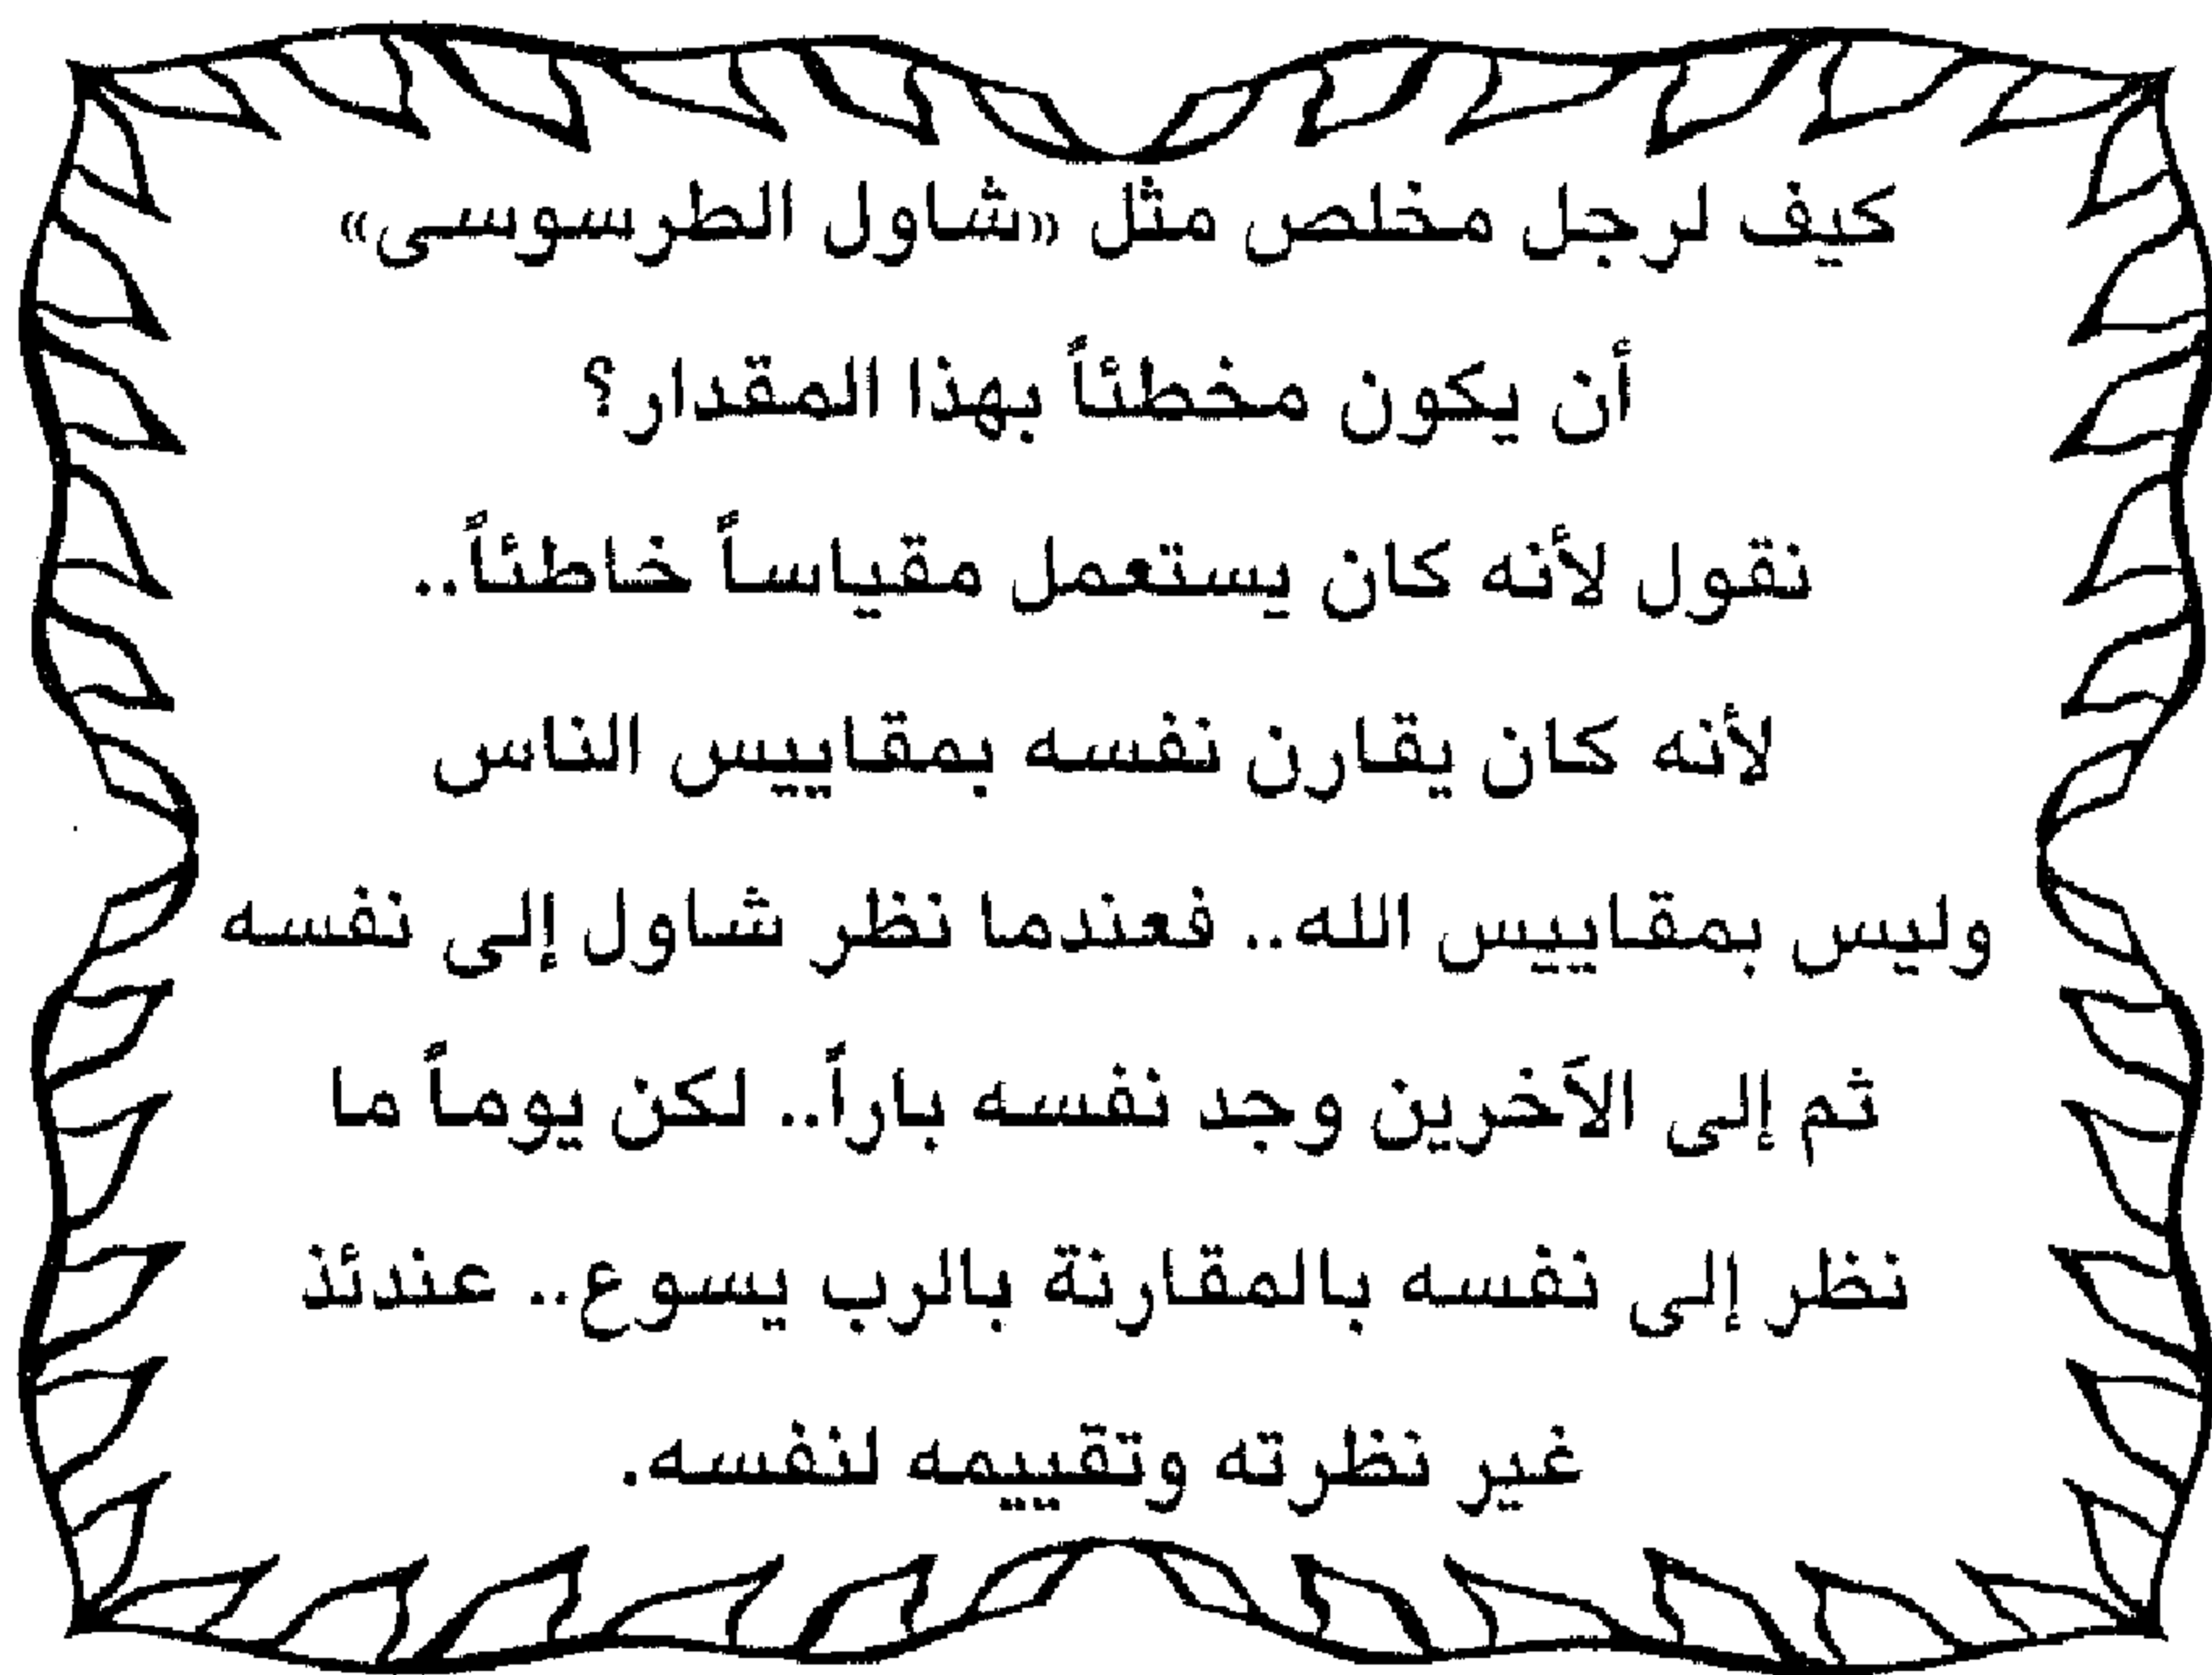 كيف لرجل مخلص مثل «شاول الطرسوسى»
أن يكون مخطئاً بهذا المقدار؟
نقول لأنه كان يستعمل مقياساً خاطئاً..
لأنه كان يقارن نفسه بمقاييس الناس
وليس بمقاييس الله.. فعندما نظر شاول إلى نفسه
ثم إلى الآخرين وجد نفسه باراً.. لكن يوماً ما
نظر إلى نفسه بالمقارنة بالرب يسوع.. عندئذ
غير نظرته وتقييمه لنفسه.